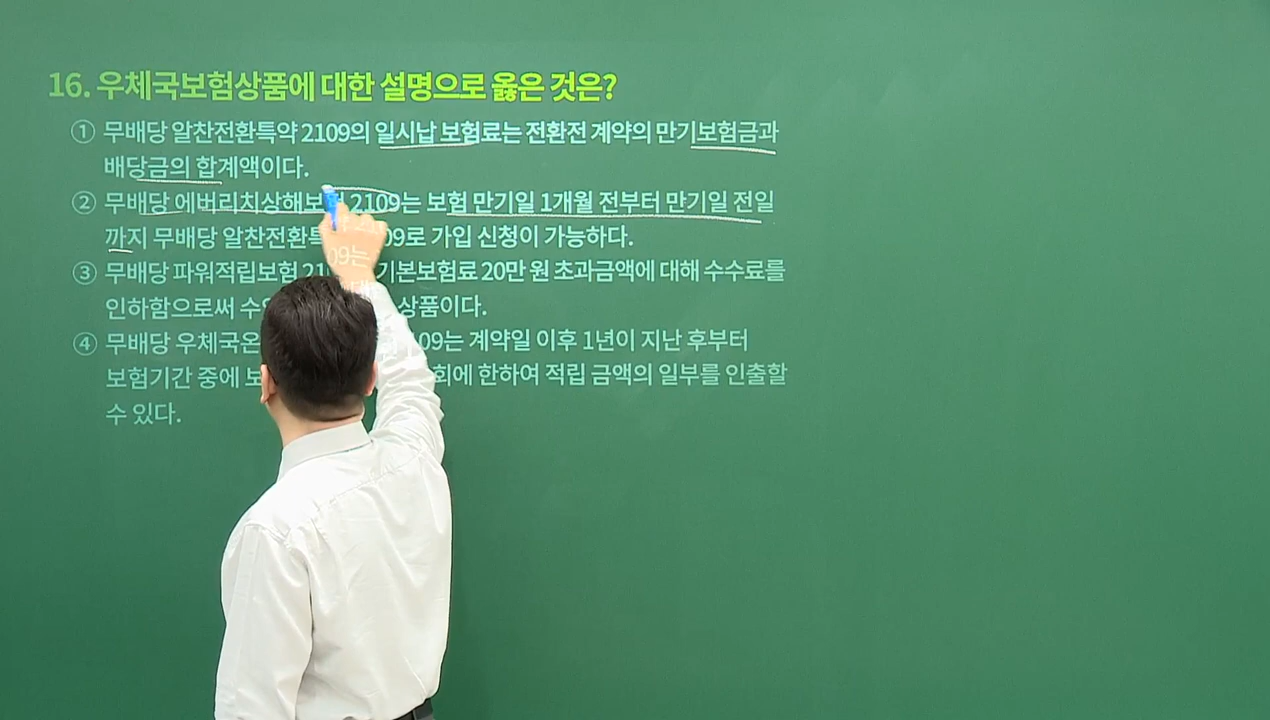 16. 우체국보험상품에 대한 설명으로 옳은 것은?
① 무배당 알찬전환특약 2109의 일시납 보험료는 전환전 계약의 만기보험금과
배당금의 합계액이다.
② 무배당 에버리치상해보험 2109는 보험 만기일 1개월 전부터 만기일 전일
까지 무배당 알찬전환특 09로 가입 신청이 가능하다.
③ 무배당 파워적립보험 21 기본보험료 20만 원 초과금액에 대해 수수료를
인하함으로써 상품이다.
④ 무배당 우체국온 109는 계약일 이후 1년이 지난 후부터
보험기간 중에 회에 한하여 적립 금액의 일부를 인출할
수 있다.